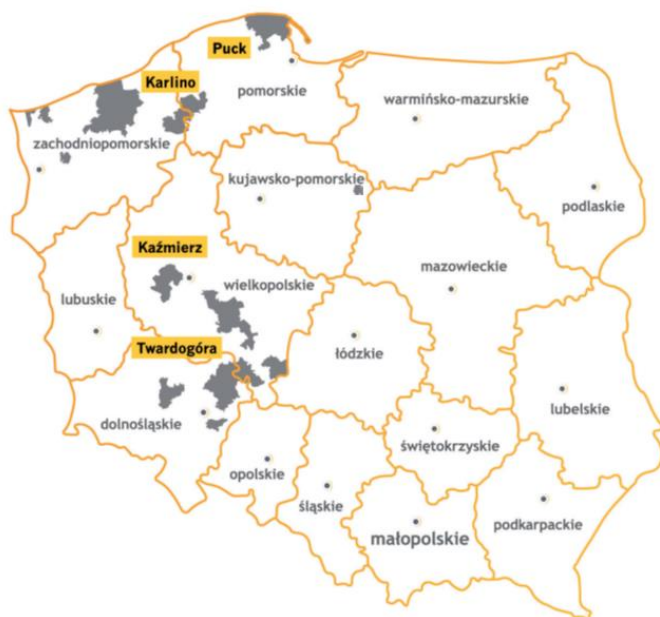 Puck
Karlino
pomorskie
warmińsko-mazurskie
zachodniopomorskie
kujawsko-pomorskie
podlaskie
Kaźmierz
mazowieckie
wielkopolskie
lubuskie
Twardogóra
łódzkie
lubelskie
dolnośląskie
świętokrzyskie
opolskie
śląskie
podkarpackie
małopolskie